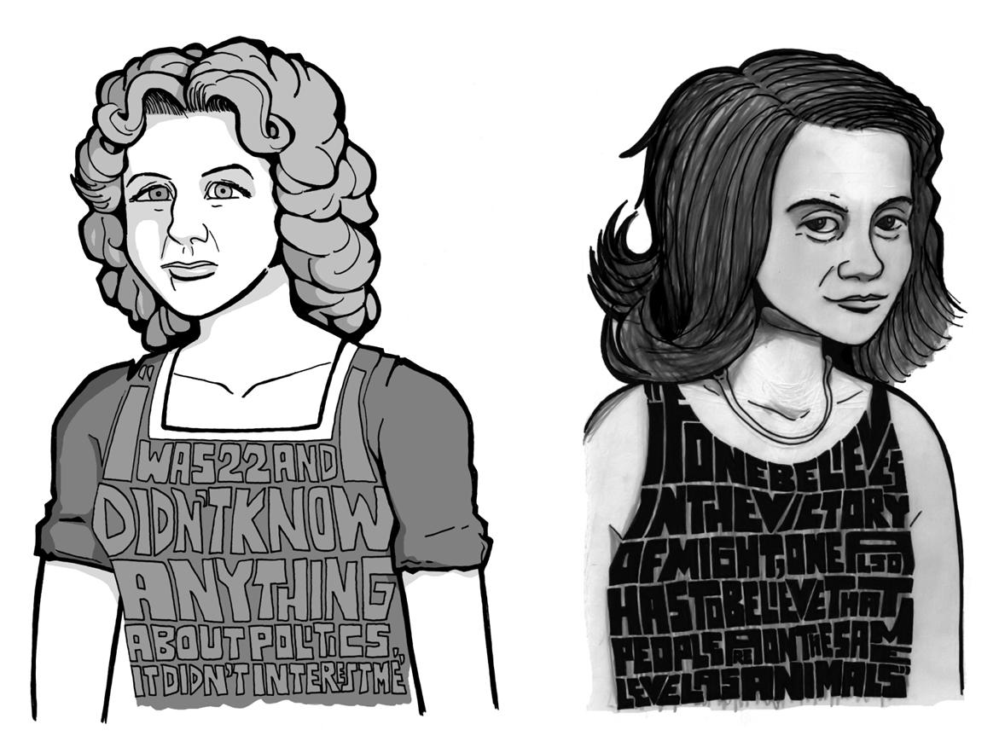 "I WAS 22 AND
DIDN'T KNOW
ANYTHING
ABOUT POLITICS,
IT DIDN'T INTEREST ME"
"IF ONE BELIEVES
IN THE VICTORY
OF MIGHT, ONE ALSO
HAS TO BELIEVE THAT
PEOPLE ARE ON THE SAME
LEVEL AS ANIMALS"